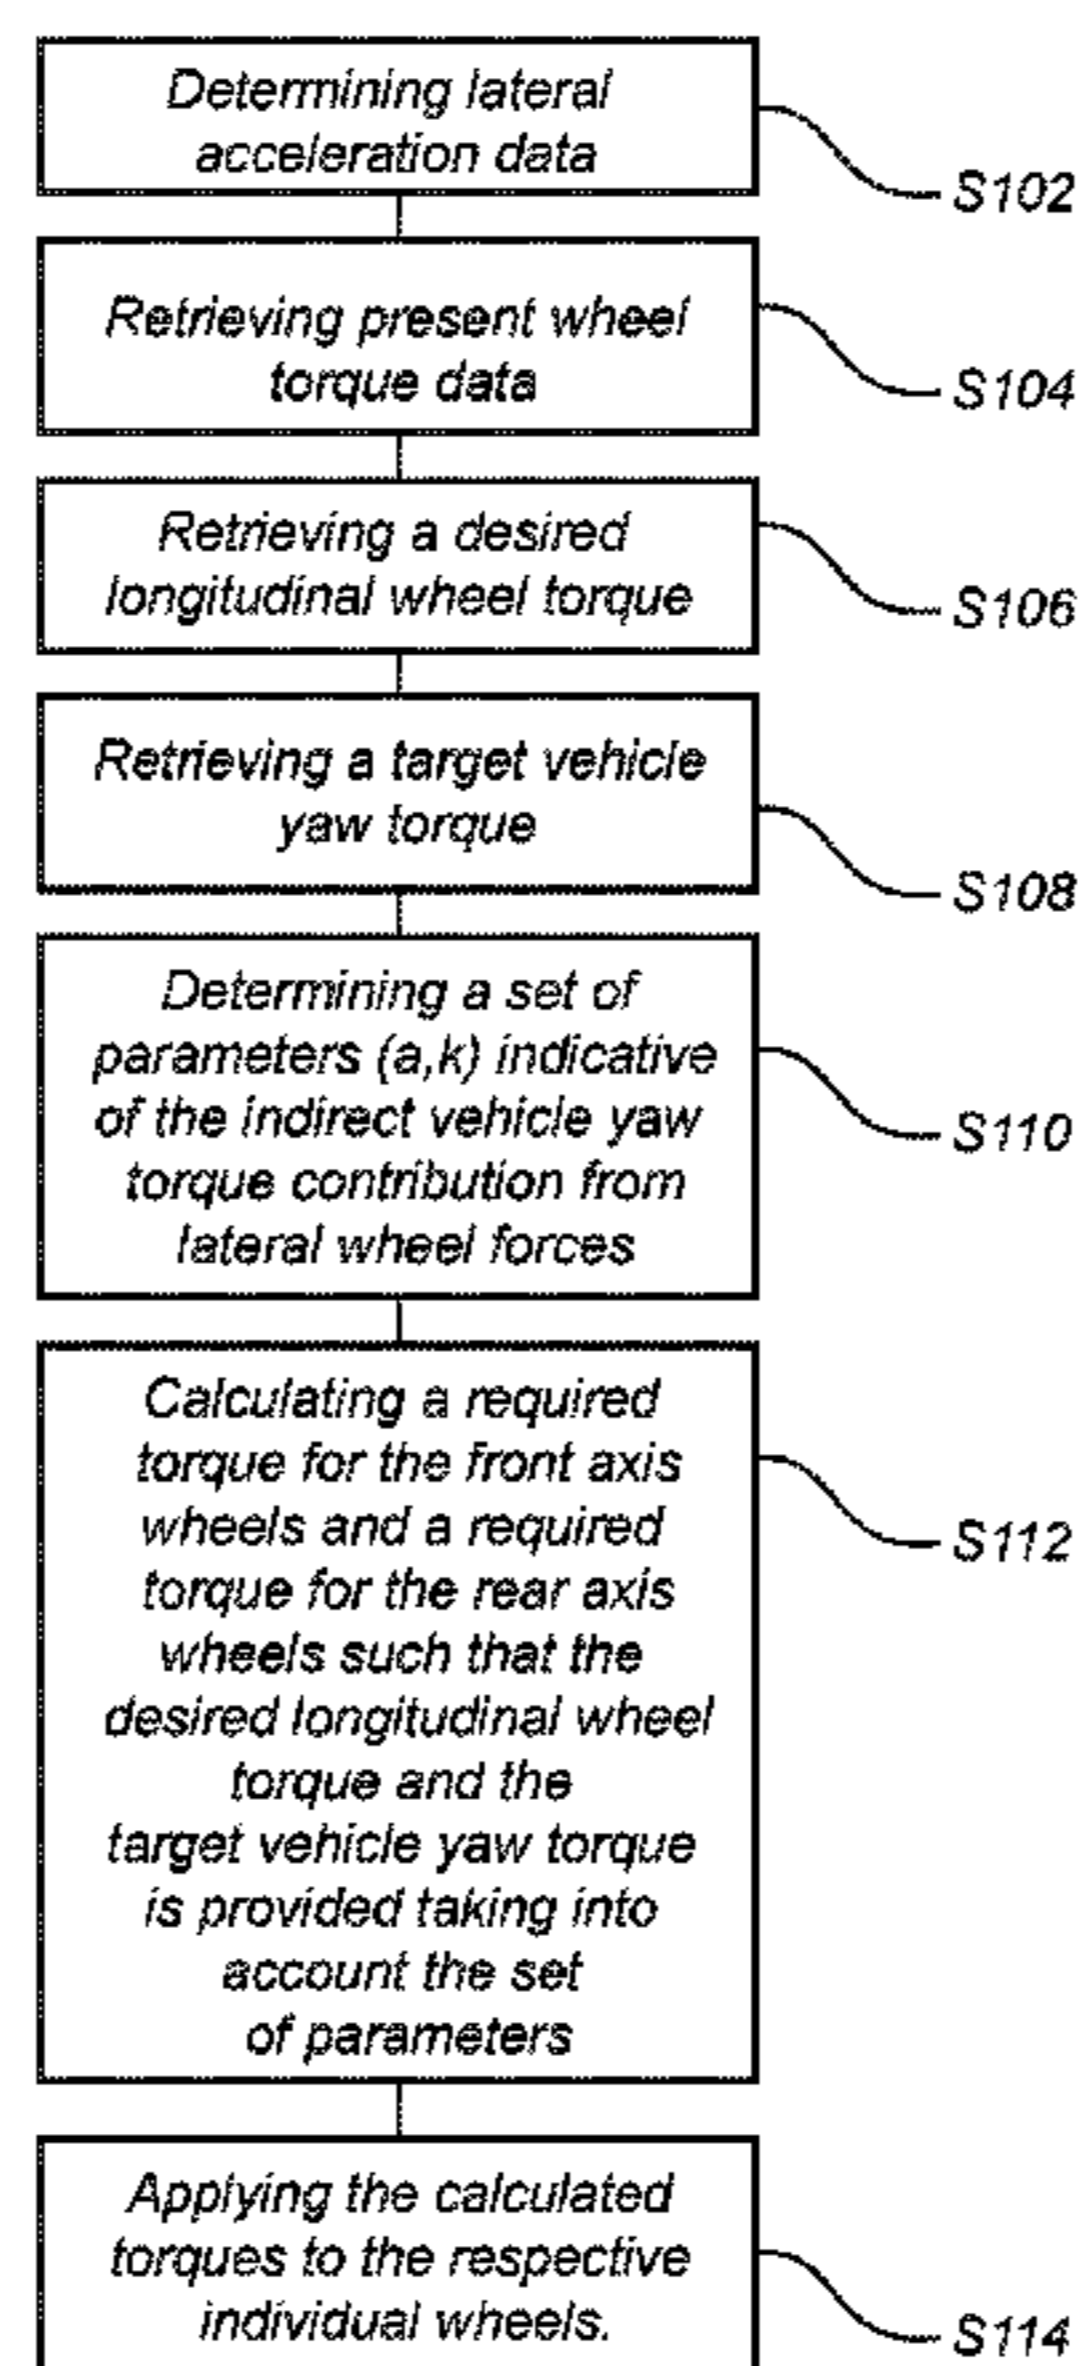 Determining lateral
acceleration data
S102
Retrieving present wheel
torque data
S104
Retrieving a desired
longitudinal wheel torque
S106
Retrieving a target vehicle
yaw torque
S108
Determining a set of
parameters (a,k) indicative
of the indirect vehicle yaw
torque contribution from
lateral wheel forces
S110
Calculating a required
torque for the front axis
wheels and a required
torque for the rear axis
wheels such that the
desired longitudinal wheel
torque and the
target vehicle yaw torque
is provided taking into
account the set
of parameters
S112
Applying the calculated
torques to the respective
individual wheels.
S114